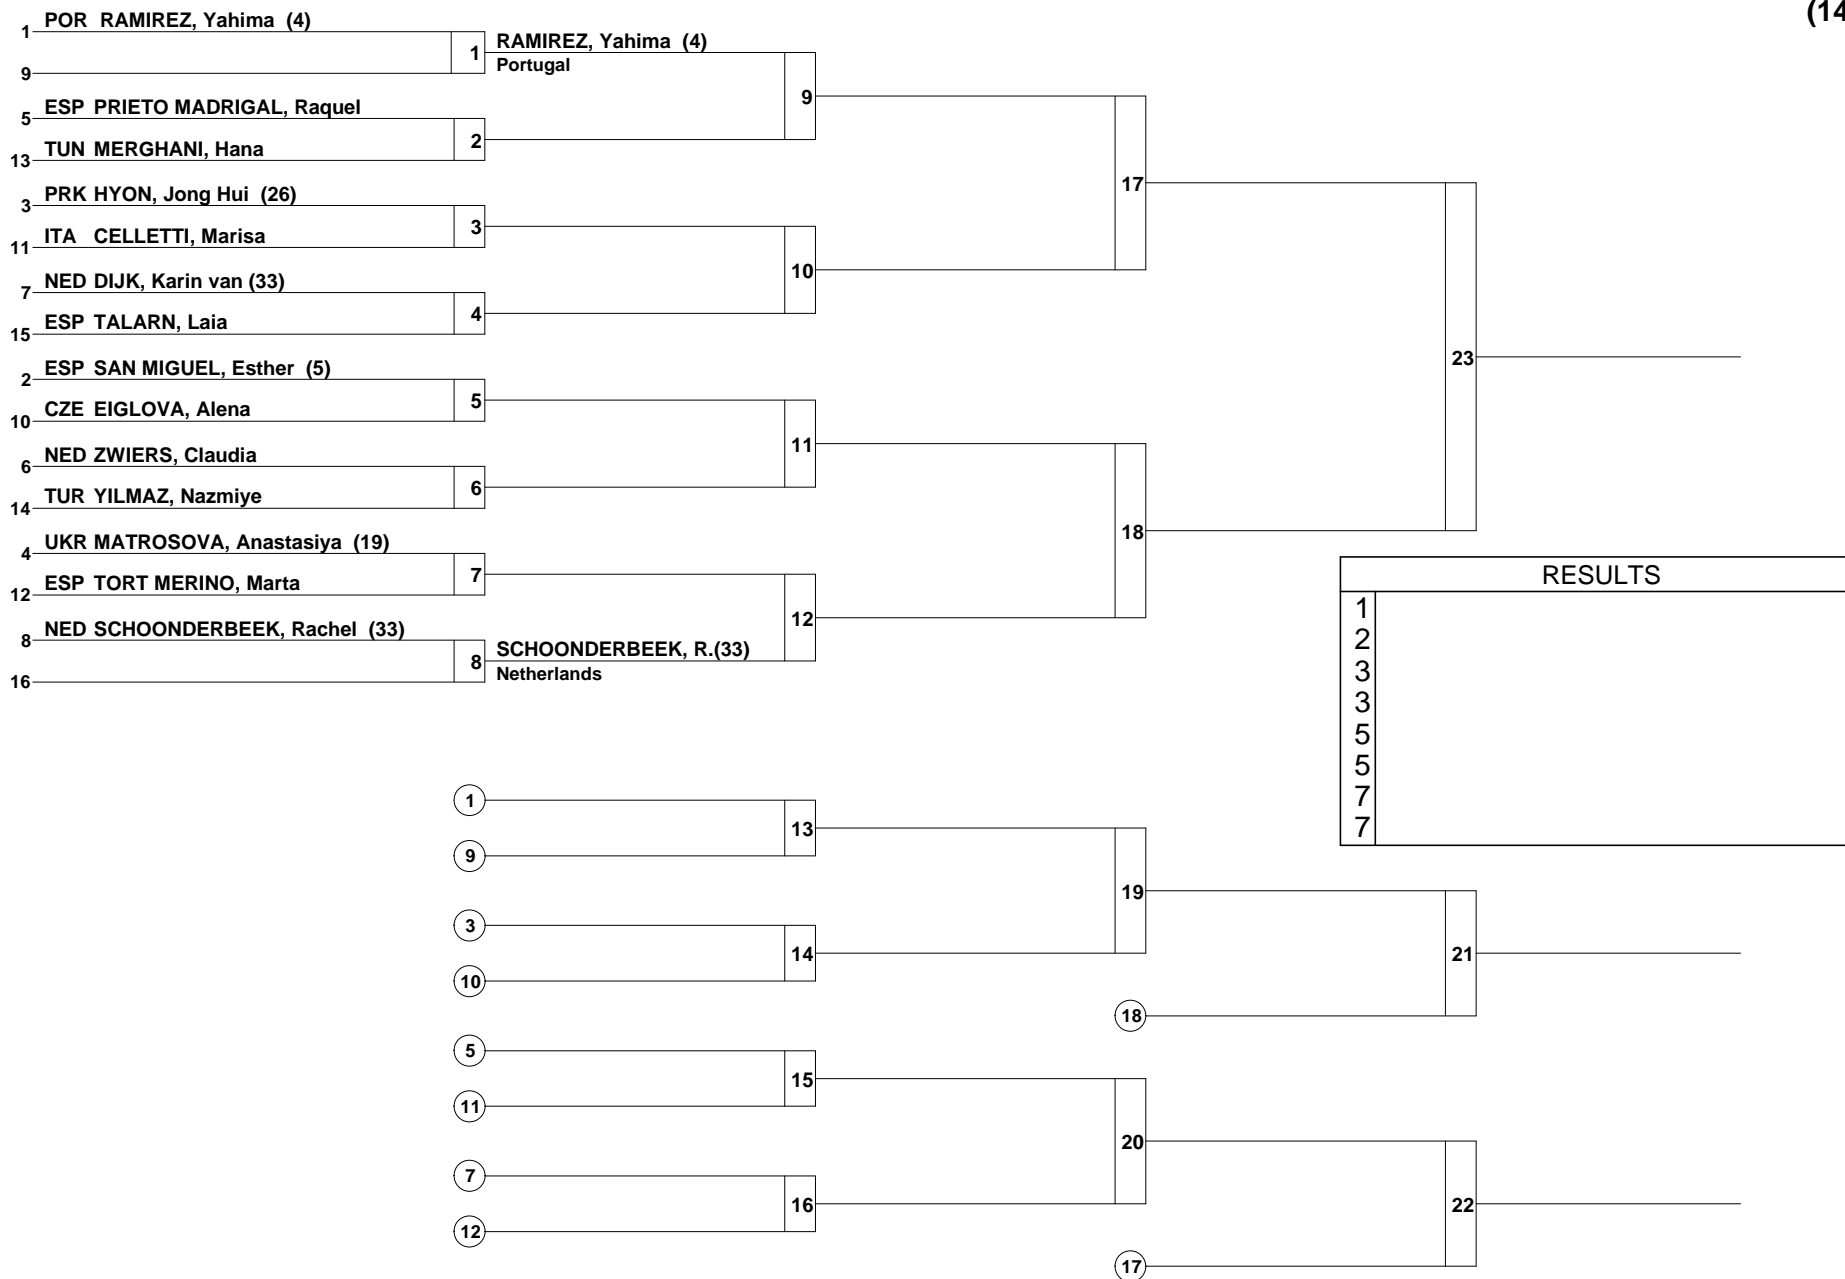 (14
1 POR RAMIREZ, Yahima (4)
1 RAMIREZ, Yahima (4)
Portugal
9
9
5 ESP PRIETO MADRIGAL, Raquel
2
13 TUN MERGHANI, Hana
17
3 PRK HYON, Jong Hui (26)
3
11 ITA CELLETTI, Marisa
10
7 NED DIJK, Karin van (33)
4
15 ESP TALARN, Laia
23
2 ESP SAN MIGUEL, Esther (5)
5
10 CZE EIGLOVA, Alena
11
6 NED ZWIERS, Claudia
6
14 TUR YILMAZ, Nazmiye
18
4 UKR MATROSOVA, Anastasiya (19)
7
12 ESP TORT MERINO, Marta
12
8 NED SCHOONDERBEEK, Rachel (33)
8 SCHOONDERBEEK, R.(33)
Netherlands
16
RESULTS
1
2
3
3
5
5
7
7
1
13
9
19
3
14
10
21
18
5
15
11
20
7
16
12
22
17